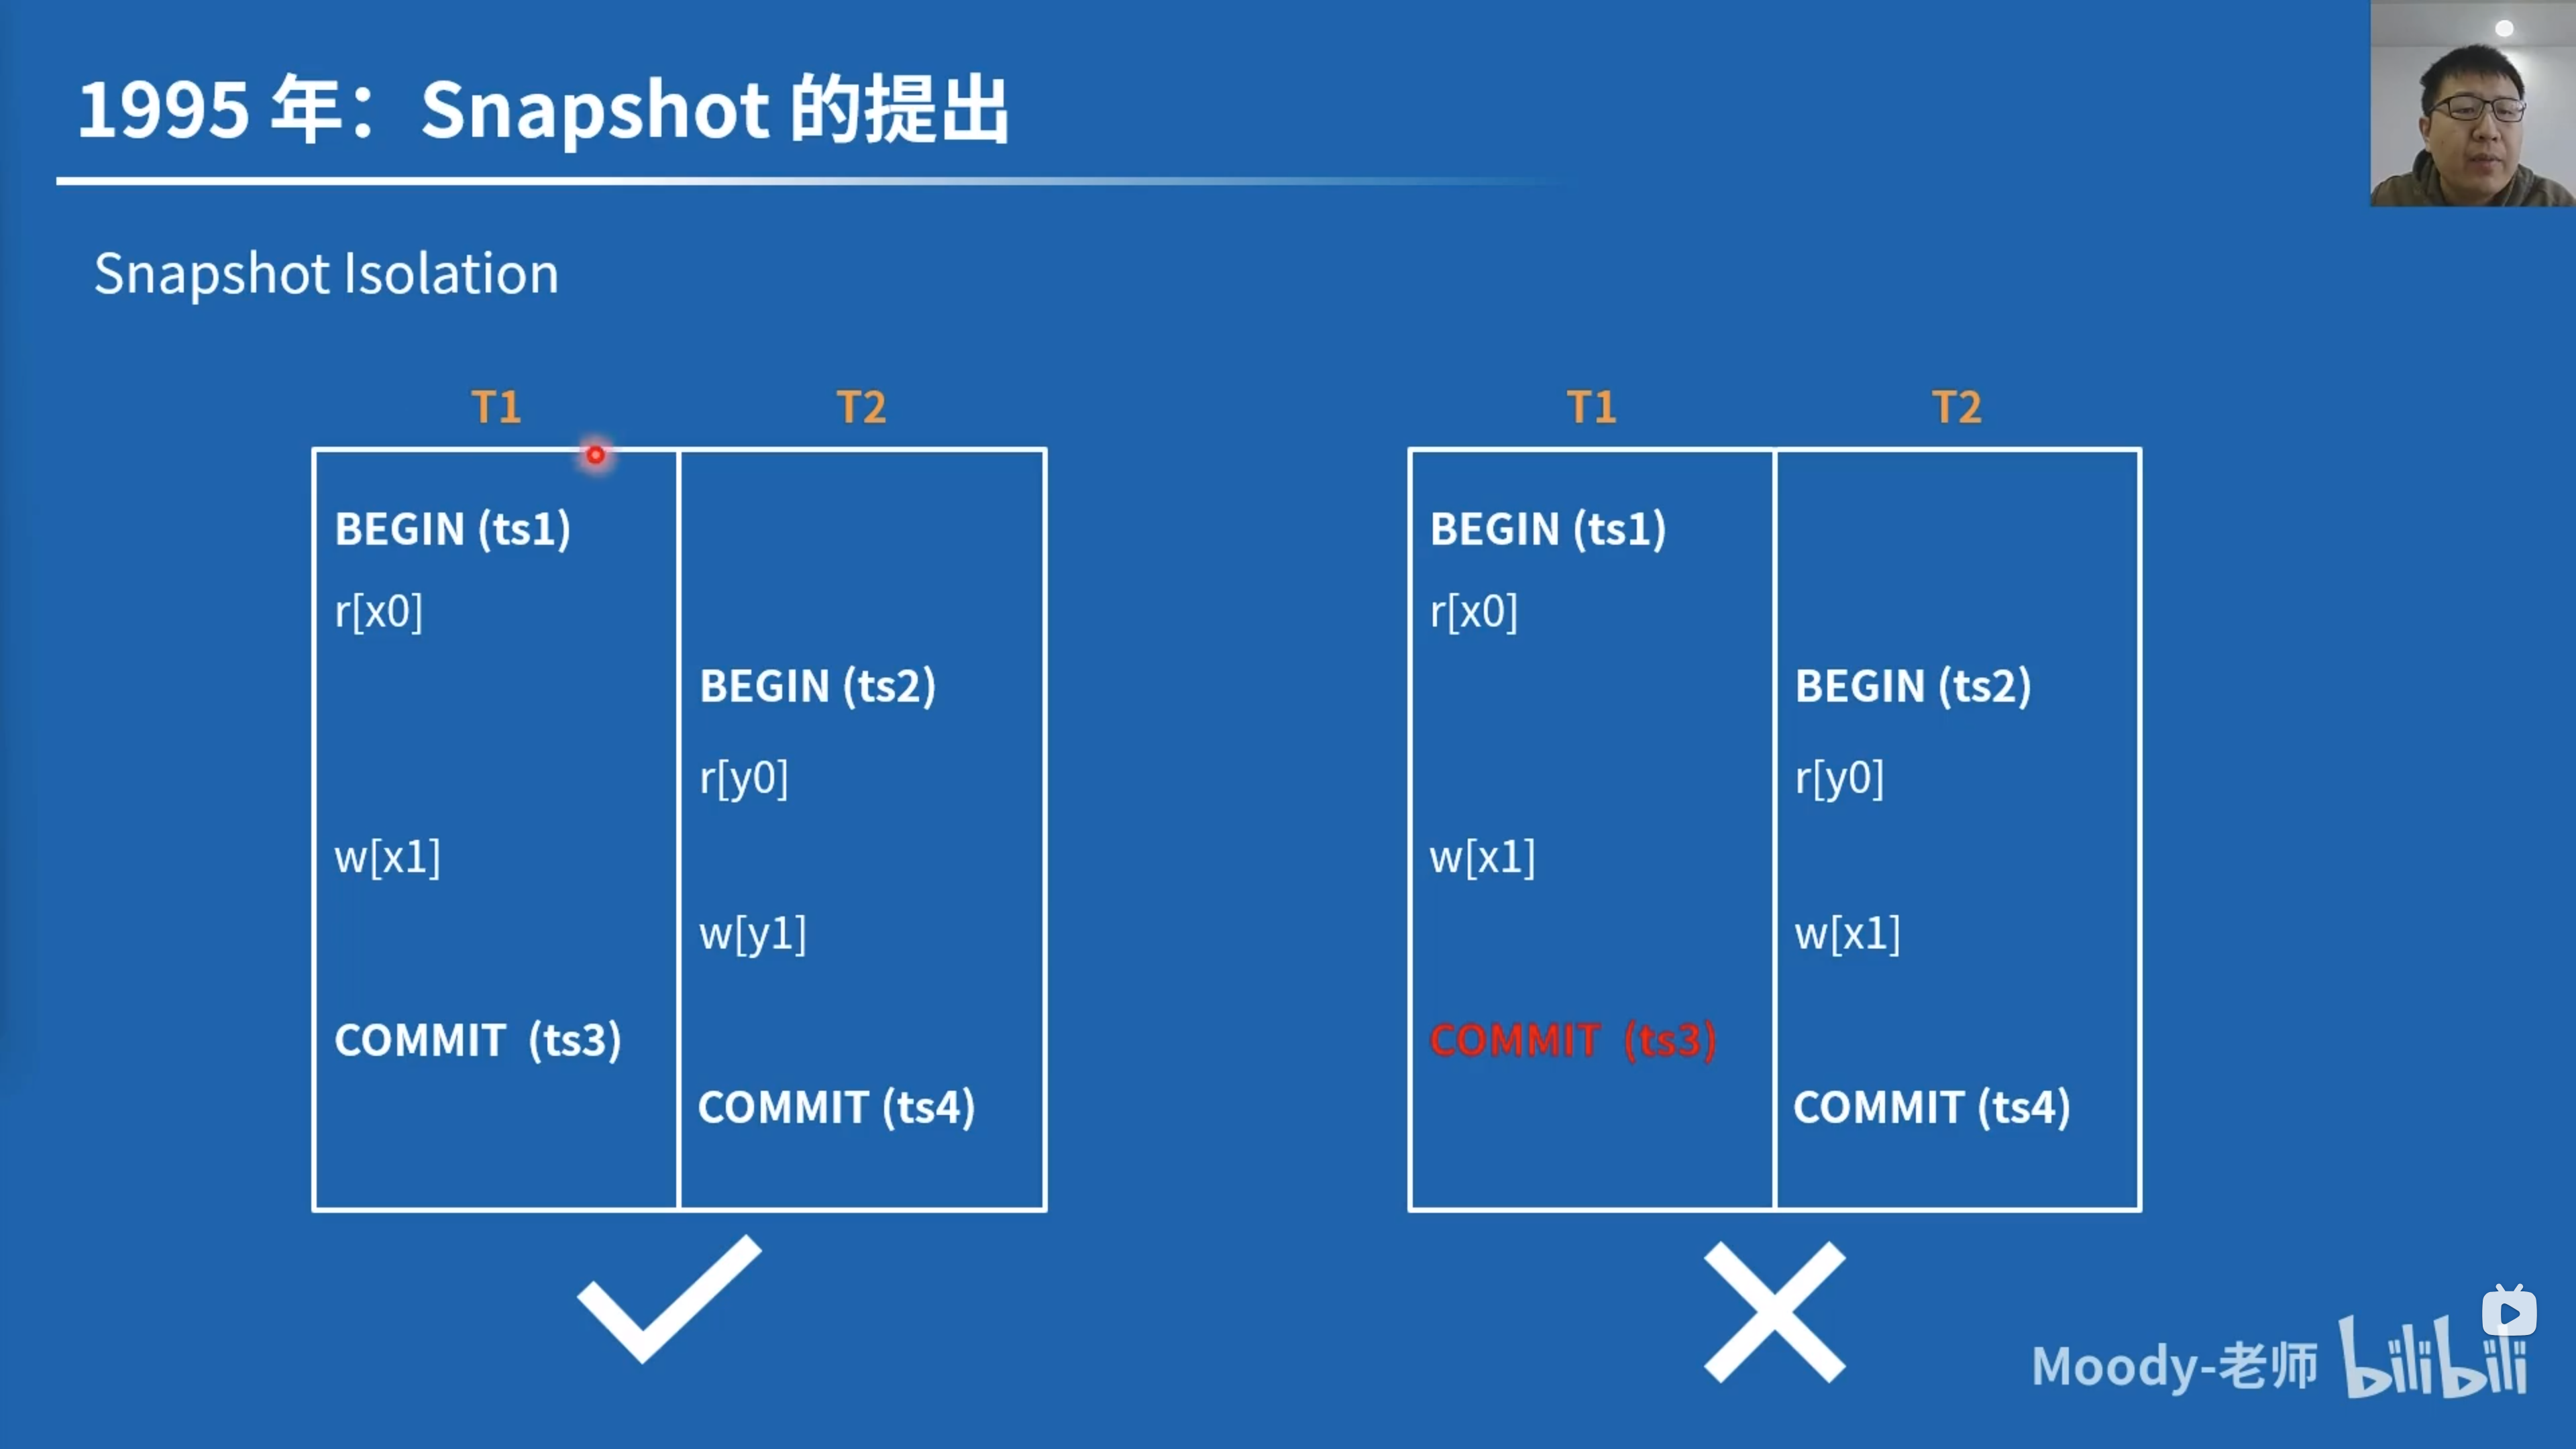 1995 年：Snapshot 的提出
Snapshot Isolation
T1
T2
BEGIN (ts1)
r[x0]
BEGIN (ts2)
r[y0]
w[x1]
w[y1]
COMMIT (ts3)
COMMIT (ts4)
T1
T2
BEGIN (ts1)
r[x0]
BEGIN (ts2)
r[y0]
w[x1]
w[x1]
COMMIT (ts3)
COMMIT (ts4)
Moody-老师 bilibili